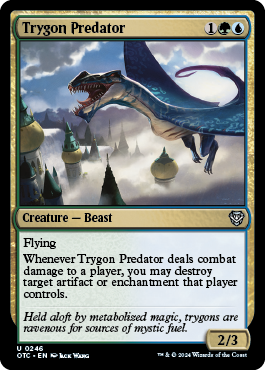 Trygon Predator 1
Creature — Beast
Flying
Whenever Trygon Predator deals combat
damage to a player, you may destroy
target artifact or enchantment that player
controls.
Held aloft by metabolized magic, trygons are
ravenous for sources of mystic fuel.
2/3
U 0246
OTC • EN Jack Wang
™ & © 2024 Wizards of the Coast